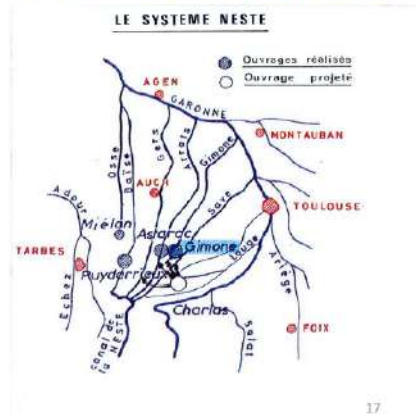 LE SYSTEME NESTE
Ouvrages réalisés
Ouvrage projeté
AGEN
GARONNE
MONTAUBAN
Osse
Baïse
Gers
Arrats
Gimone
Save
AUCH
TOULOUSE
Adour
Miélan
Astarac
Gimone
TARBES
Puydarrieux
Louge
Ariège
Echez
Canal de
la NESTE
Charlas
Salat
FOIX
17